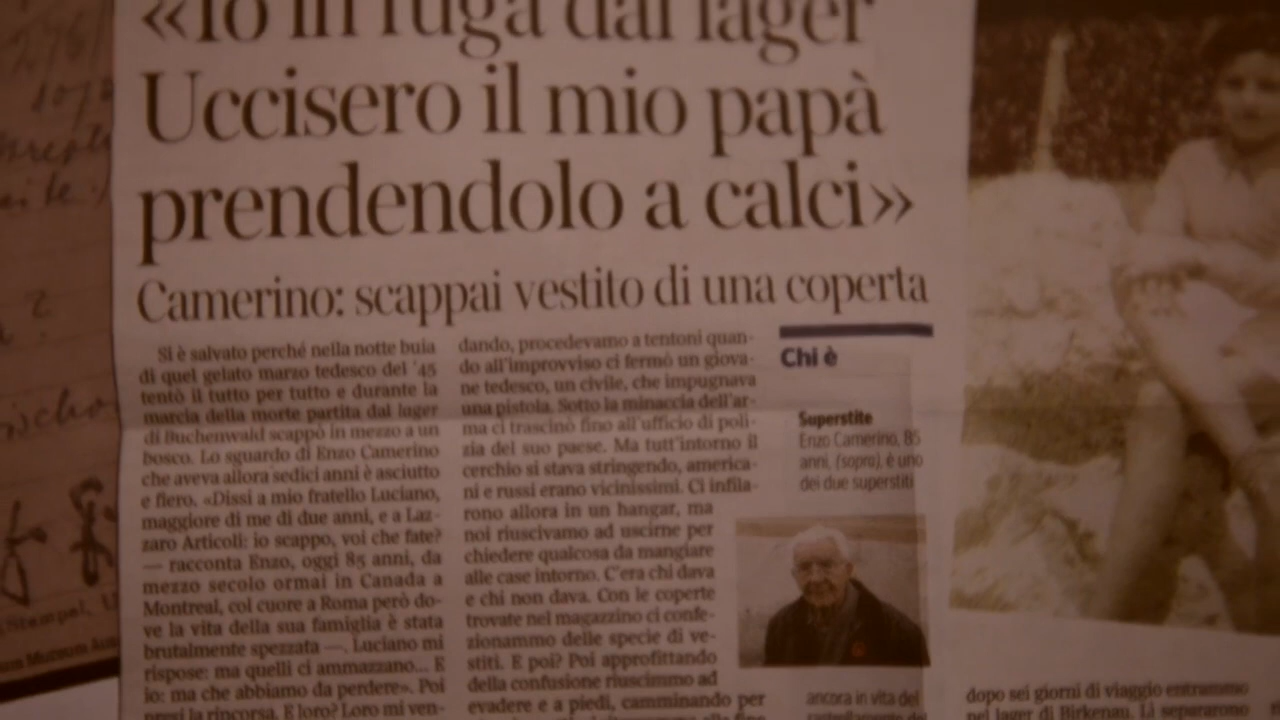 «Io in fuga dal lager
Uccisero il mio papà
prendendolo a calci»
Camerino: scappai vestito di una coperta
Si è salvato perché nella notte buia
di quel gelato marzo tedesco del '45
tentò il tutto per tutto e durante la
marcia della morte partita dal lager
di Buchenwald scappò in mezzo a un
bosco. Lo sguardo di Enzo Camerino
che aveva allora sedici anni è asciutto
e fiero. «Dissi a mio fratello Luciano,
maggiore di me di due anni, e a Laz-
zaro Articoli: io scappo, voi che fate?
— racconta Enzo, oggi 85 anni, da
mezzo secolo ormai in Canada a
Montreal, col cuore a Roma però do-
ve la vita della sua famiglia è stata
brutalmente spezzata —. Luciano mi
rispose: ma quelli ci ammazzano... E
io: ma che abbiamo da perdere». Poi
presi la rincorsa. E loro? Loro mi ven-
dando, procedevamo a tentoni quan-
do all'improvviso ci fermò un giova-
ne tedesco, un civile, che impugnava
una pistola. Sotto la minaccia dell'ar-
ma ci trascinò fino all'ufficio di poli-
zia del suo paese. Ma tutt'intorno il
cerchio si stava stringendo, america-
ni e russi erano vicinissimi. Ci infila-
rono allora in un hangar, ma
noi riuscivamo ad uscirne per
chiedere qualcosa da mangiare
alle case intorno. C'era chi dava
e chi non dava. Con le coperte
trovate nel magazzino ci confe-
zionammo delle specie di ve-
stiti. E poi? Poi approfittando
della confusione riuscimmo ad
evadere e a piedi, camminando per
Chi è
Superstite
Enzo Camerino, 85
anni, (sopra), è uno
dei due superstiti
ancora in vita del
rastrellamento del
dopo sei giorni di viaggio entrammo
nel lager di Birkenau. Lì separarono